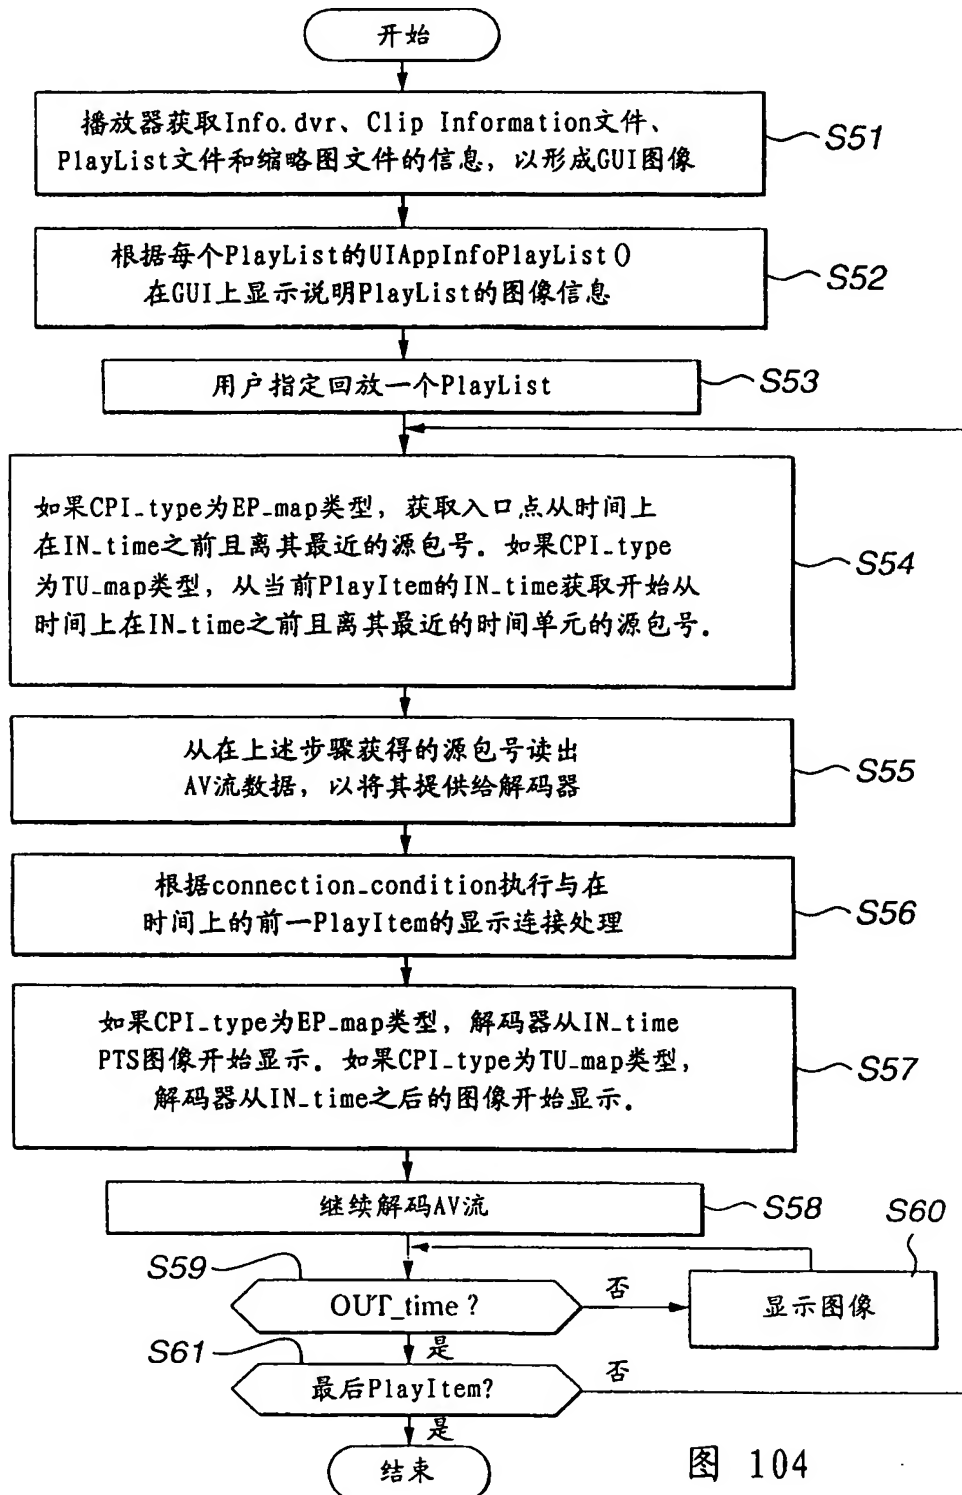 开始
播放器获取Info.dvr、Clip Information文件、
PlayList文件和缩略图文件的信息，以形成GUI图像
S51
根据每个PlayList的UIAppInfoPlayList()
在GUI上显示说明PlayList的图像信息
S52
用户指定回放一个PlayList
S53
如果CPI_type为EP_map类型，获取入口点从时间上
在IN_time之前且离其最近的源包号。如果CPI_type
为TU_map类型，从当前PlayItem的IN_time获取开始从
时间上在IN_time之前且离其最近的时间单元的源包号。
S54
从在上述步骤获得的源包号读出
AV流数据，以将其提供给解码器
S55
根据connection_condition执行与在
时间上的前一PlayItem的显示连接处理
S56
如果CPI_type为EP_map类型，解码器从IN_time
PTS图像开始显示。如果CPI_type为TU_map类型，
解码器从IN_time之后的图像开始显示。
S57
继续解码AV流
S58
S59
OUT_time？
否
S60
显示图像
是
S61
最后PlayItem?
否
是
结束
图 104